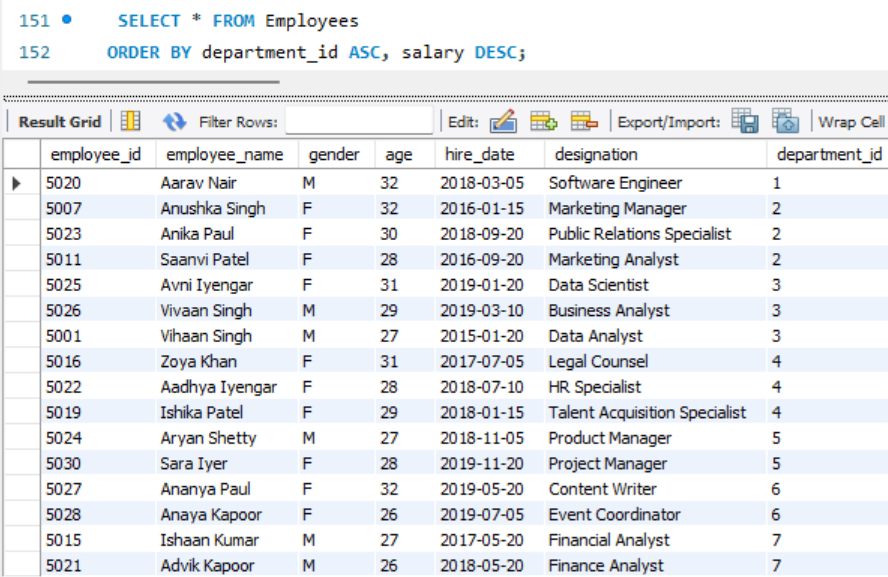 151 SELECT * FROM Employees
152 ORDER BY department_id ASC, salary DESC;
Result Grid Filter Rows: Edit: Export/Import: Wrap Cell
employee_id employee_name gender age hire_date designation department_id
5020 Aarav Nair M 32 2018-03-05 Software Engineer 1
5007 Anushka Singh F 32 2016-01-15 Marketing Manager 2
5023 Anika Paul F 30 2018-09-20 Public Relations Specialist 2
5011 Saanvi Patel F 28 2016-09-20 Marketing Analyst 2
5025 Avni Iyengar F 31 2019-01-20 Data Scientist 3
5026 Vivaan Singh M 29 2019-03-10 Business Analyst 3
5001 Vihaan Singh M 27 2015-01-20 Data Analyst 3
5016 Zoya Khan F 31 2017-07-05 Legal Counsel 4
5022 Aadhya Iyengar F 28 2018-07-10 HR Specialist 4
5019 Ishika Patel F 29 2018-01-15 Talent Acquisition Specialist 4
5024 Aryan Shetty M 27 2018-11-05 Product Manager 5
5030 Sara Iyer F 28 2019-11-20 Project Manager 5
5027 Ananya Paul F 32 2019-05-20 Content Writer 6
5028 Anaya Kapoor F 26 2019-07-05 Event Coordinator 6
5015 Ishaan Kumar M 27 2017-05-20 Financial Analyst 7
5021 Advik Kapoor M 26 2018-05-20 Finance Analyst 7